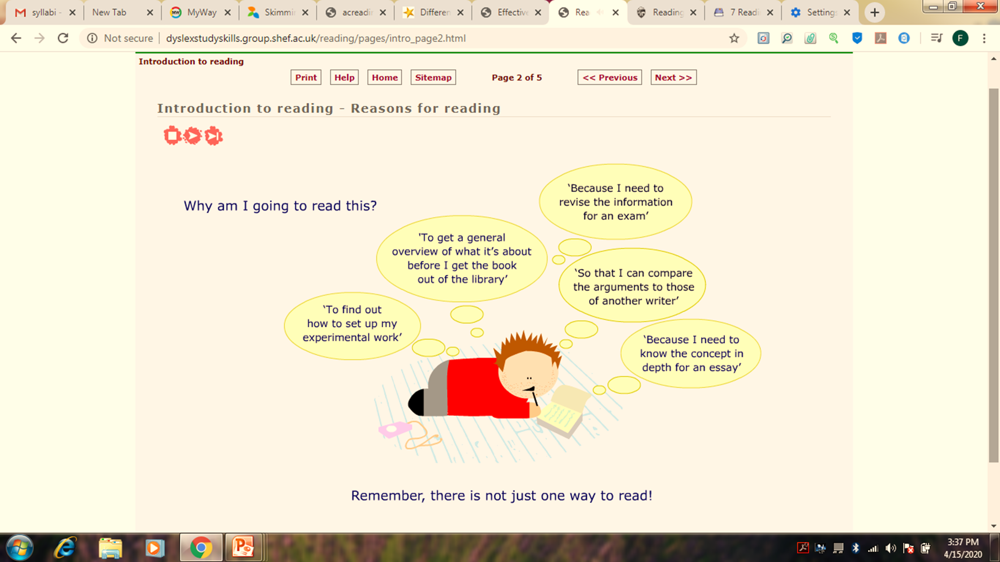 syllabi -
New Tab
MyWay
Skimmi
acreadin
Differen
Effective
Rea
Reading
7 Readi
Settings
Not secure
dyslexstudyskills.group.shef.ac.uk/reading/pages/intro_page2.html
F
Introduction to reading
Print
Help
Home
Sitemap
Page 2 of 5
<< Previous
Next >>
Introduction to reading - Reasons for reading
Why am I going to read this?
‘Because I need to
revise the information
for an exam’
'To get a general
overview of what it’s about
before I get the book
out of the library’
‘So that I can compare
the arguments to those
of another writer’
‘To find out
how to set up my
experimental work’
‘Because I need to
know the concept in
depth for an essay’
Remember, there is not just one way to read!
3:37 PM
4/15/2020